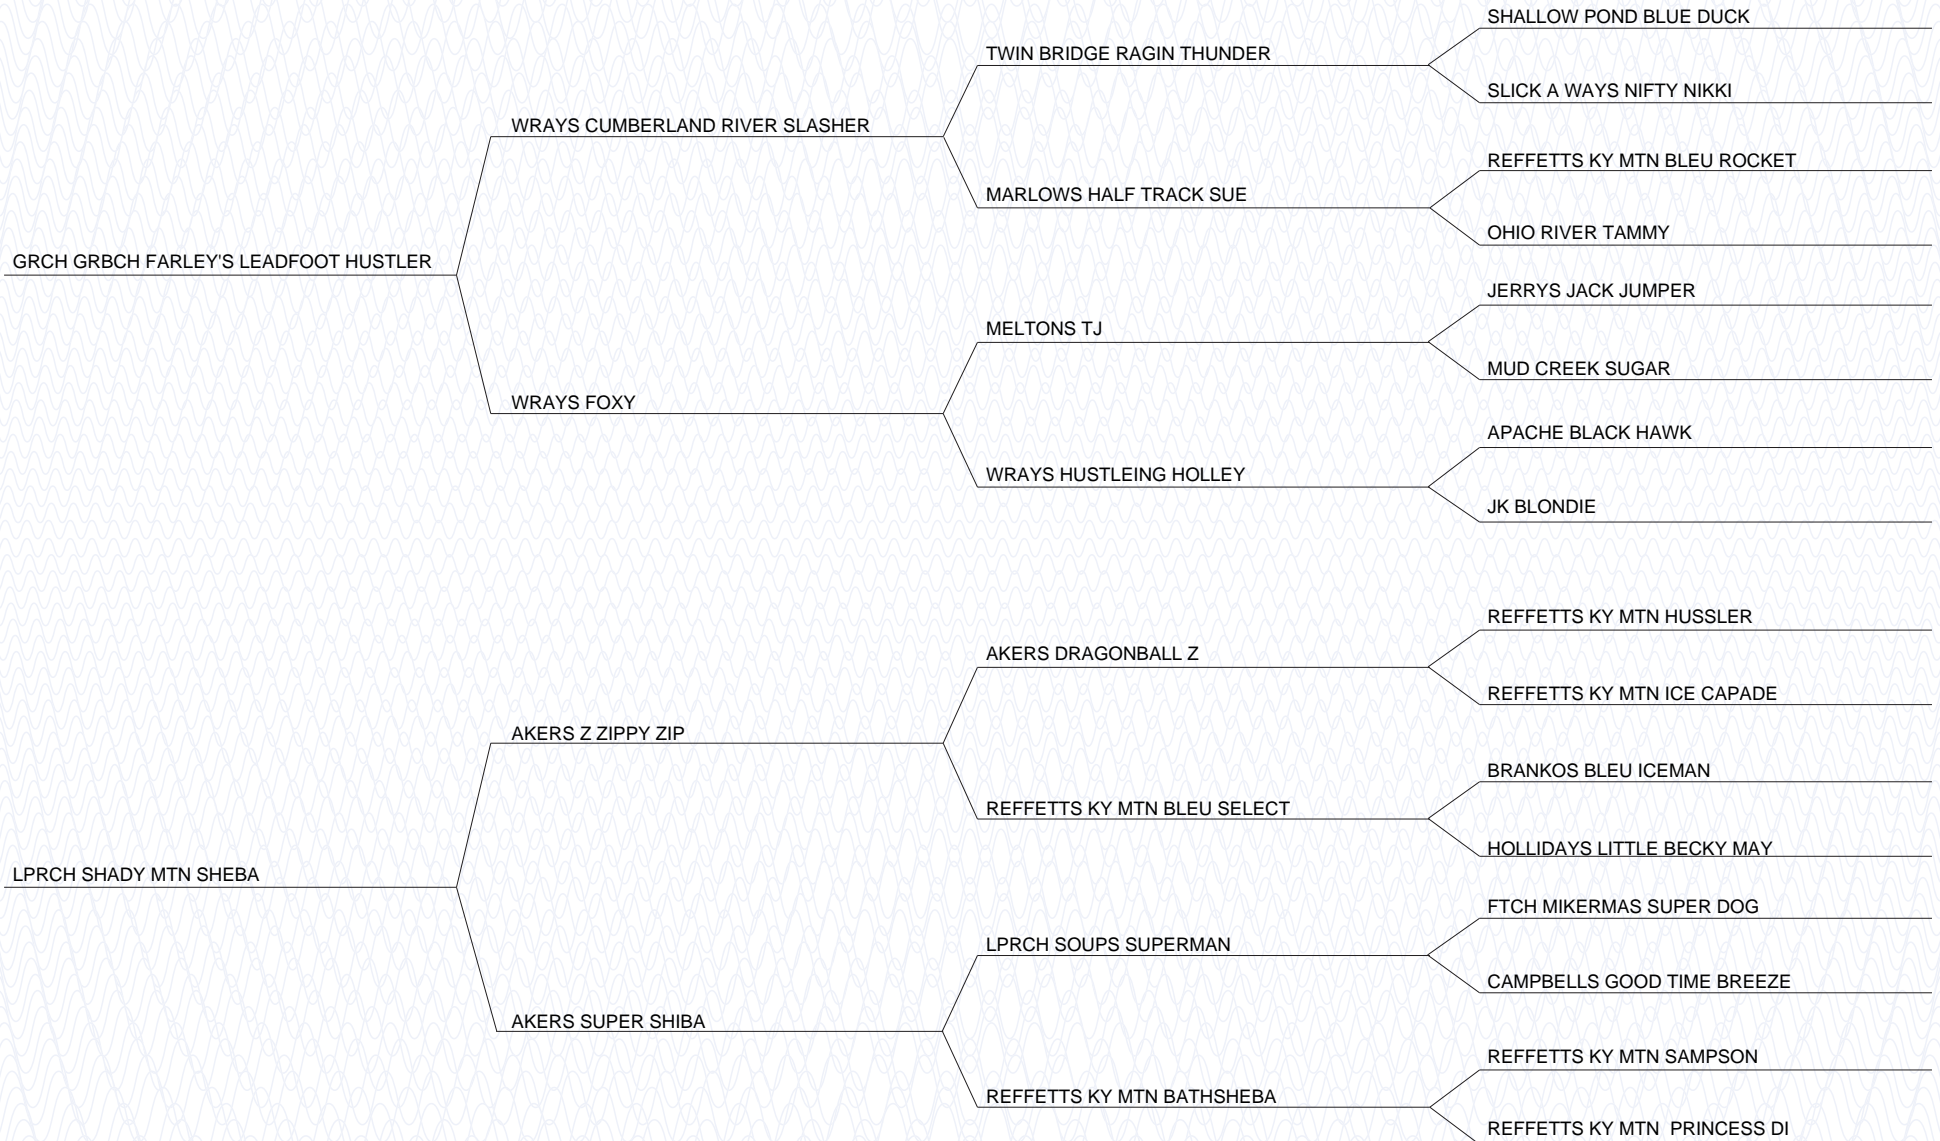 SHALLOW POND BLUE DUCK
TWIN BRIDGE RAGIN THUNDER
SLICK A WAYS NIFTY NIKKI
WRAYS CUMBERLAND RIVER SLASHER
REFFETTS KY MTN BLEU ROCKET
MARLOWS HALF TRACK SUE
OHIO RIVER TAMMY
GRCH GRBCH FARLEY'S LEADFOOT HUSTLER
JERRYS JACK JUMPER
MELTONS TJ
MUD CREEK SUGAR
WRAYS FOXY
APACHE BLACK HAWK
WRAYS HUSTLEING HOLLEY
JK BLONDIE
REFFETTS KY MTN HUSSLER
AKERS DRAGONBALL Z
REFFETTS KY MTN ICE CAPADE
AKERS Z ZIPPY ZIP
BRANKOS BLEU ICEMAN
REFFETTS KY MTN BLEU SELECT
HOLLIDAYS LITTLE BECKY MAY
LPRCH SHADY MTN SHEBA
FTCH MIKERMAS SUPER DOG
LPRCH SOUPS SUPERMAN
CAMPBELLS GOOD TIME BREEZE
AKERS SUPER SHIBA
REFFETTS KY MTN SAMPSON
REFFETTS KY MTN BATHSHEBA
REFFETTS KY MTN  PRINCESS DI